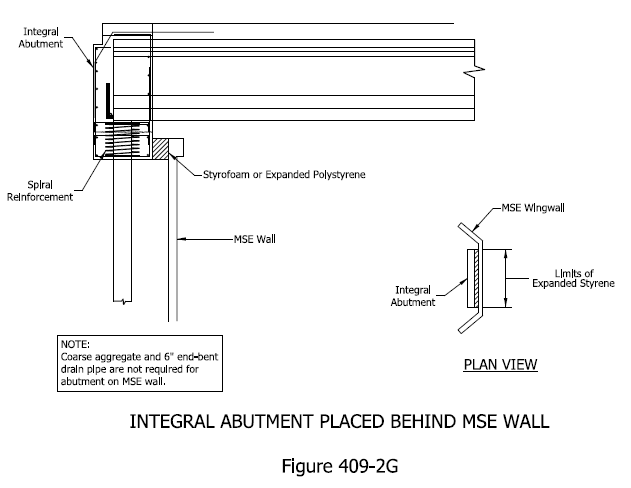 Integral
Abutment
Spiral
Reinforcement
Styrofoam or Expanded Polystyrene
MSE Wall
MSE Wingwall
Integral
Abutment
Limits of
Expanded Styrene
PLAN VIEW
NOTE:
Coarse aggregate and 6" end-bent
drain pipe are not required for
abutment on MSE wall.
INTEGRAL ABUTMENT PLACED BEHIND MSE WALL
Figure 409-2G